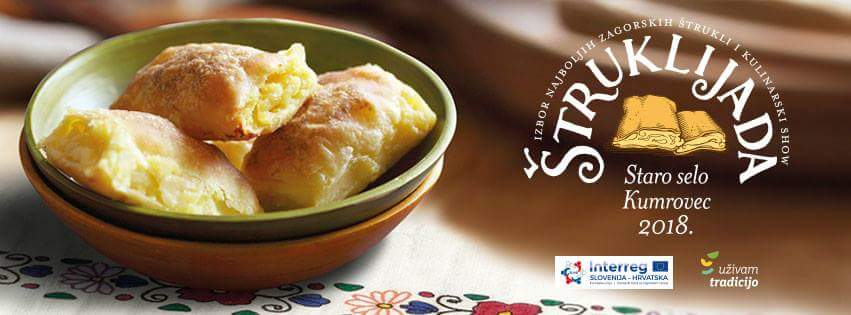 IZBOR NAJBOLJIH ZAGORSKIH ŠTRUKLI I KULINARSKI SHOW
ŠTRUKLIJADA
Staro selo
Kumrovec
2018.
Interreg
SLOVENIJA - HRVATSKA
uživam
tradicijo